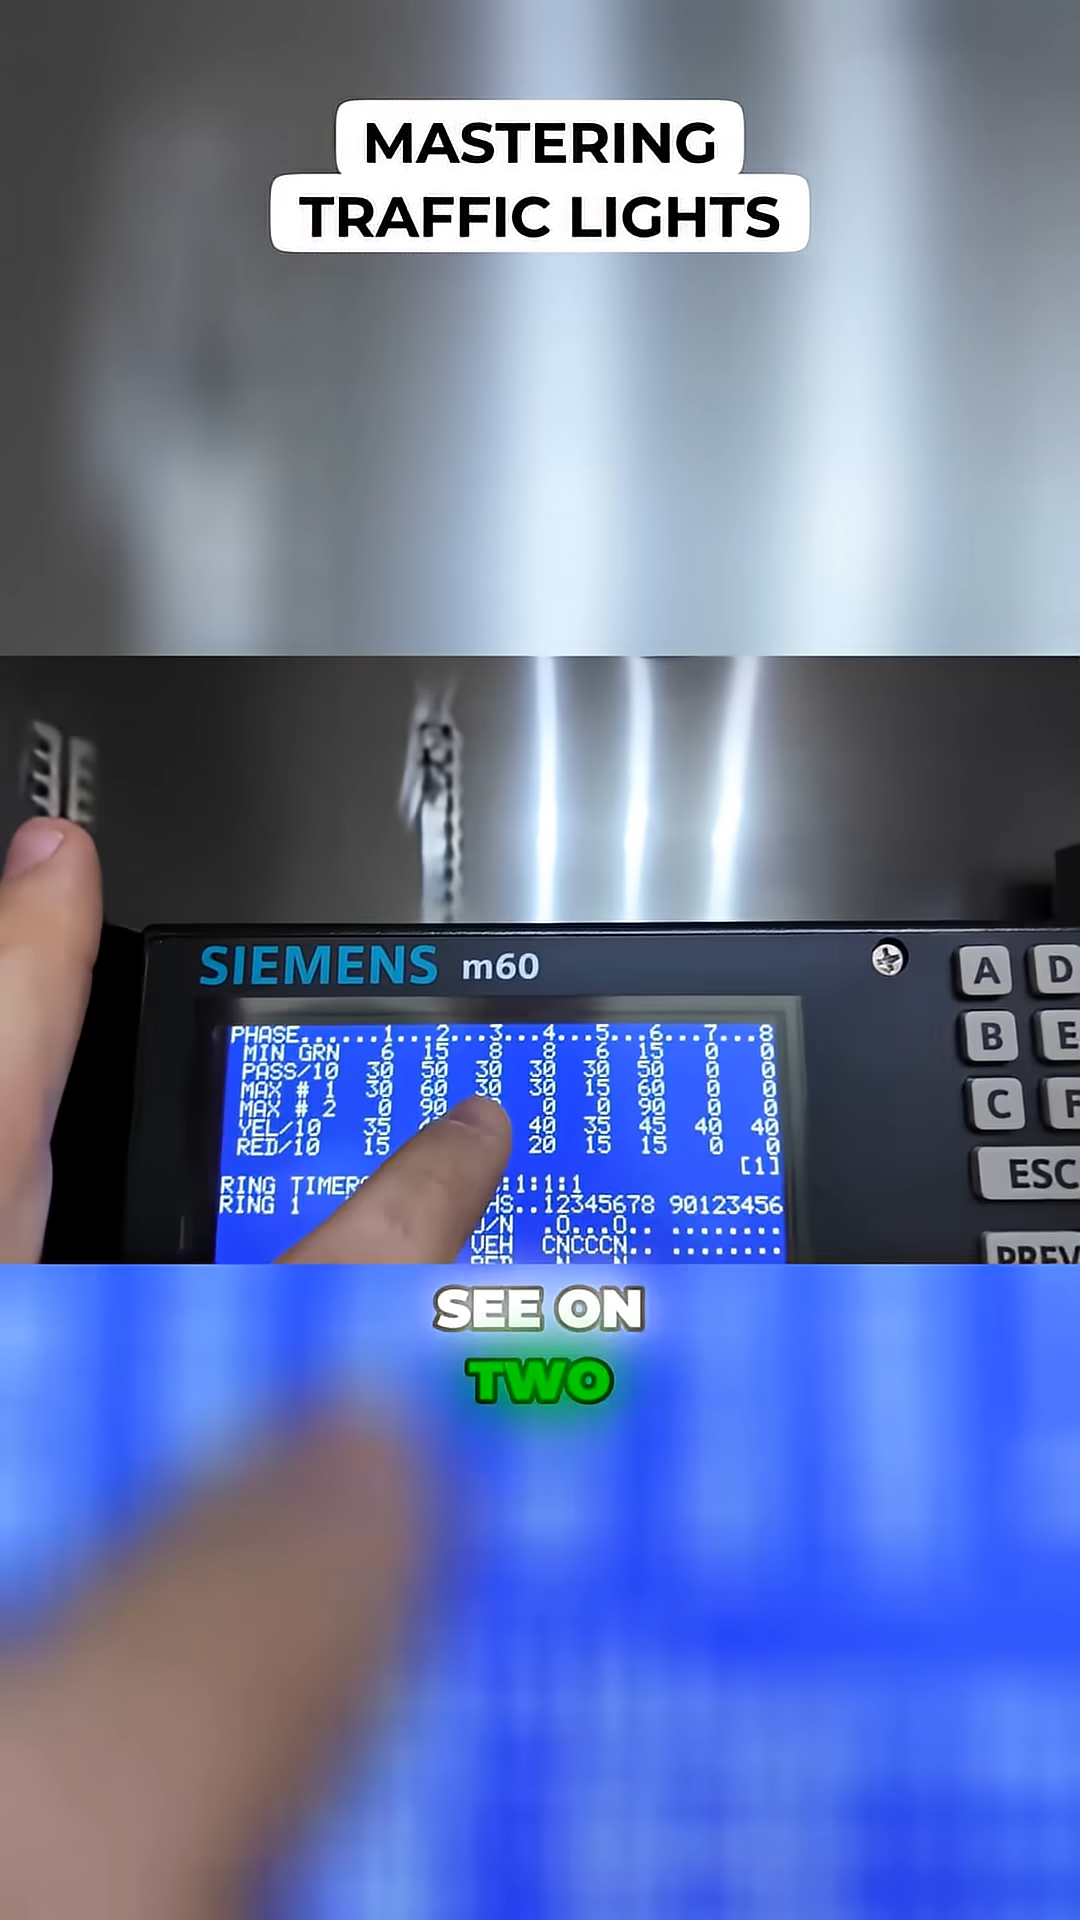 MASTERING
TRAFFIC LIGHTS
SIEMENS m60
PHASE......1...2...3...4...5...6...7...8
MIN GRN 6 15 8 8 6 15 0 0
PASS/10 30 50 30 30 30 50 0 0
MAX # 1 30 60 30 30 15 60 0 0
MAX # 2 0 90 0 0 90 0 0
YEL/10 35 40 35 45 40 40
RED/10 15 20 15 15 0 0
[1]
RING TIMER :1:1:1
RING 1 HS..12345678 90123456
/N .O...O.. ........
VEH CNCCCN.. ........
A D
B E
C F
ESC
PREV
SEE ON
TWO